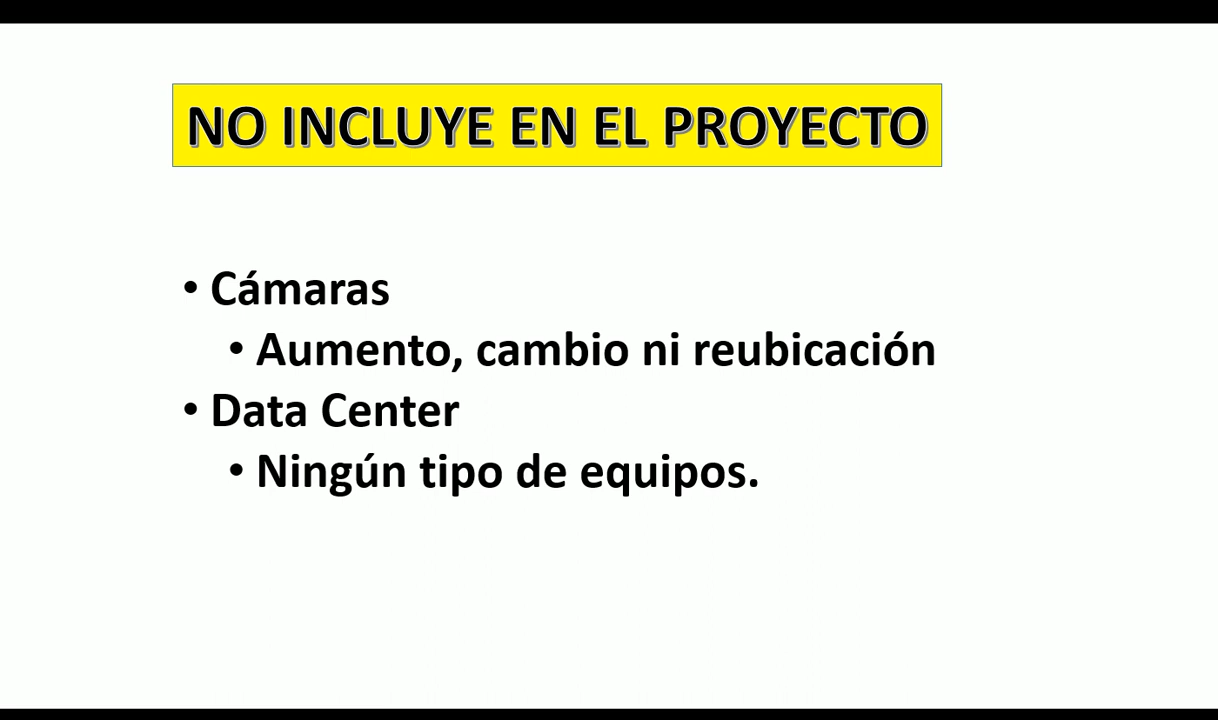 NO INCLUYE EN EL PROYECTO
• Cámaras
• Aumento, cambio ni reubicación
• Data Center
• Ningún tipo de equipos.